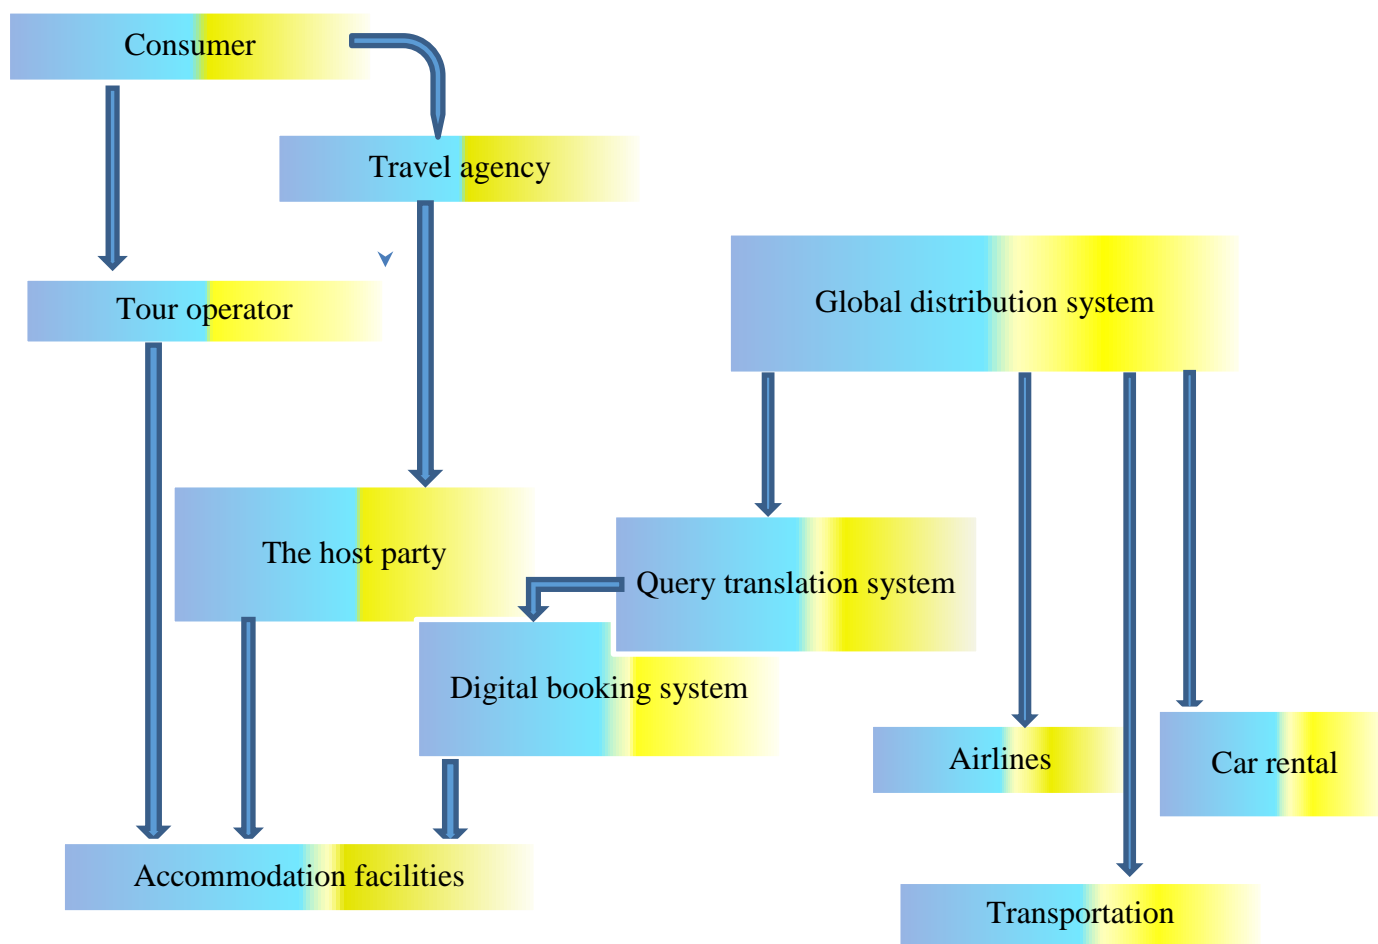 Consumer
Travel agency
Tour operator
Global distribution system
The host party
Query translation system
Digital booking system
Airlines
Car rental
Accommodation facilities
Transportation